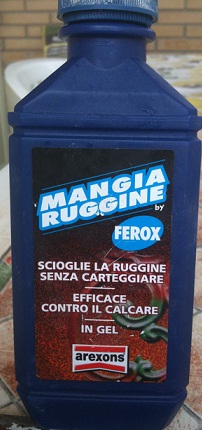 MANGIA
RUGGINE
by
FEROX
SCIOGLIE LA RUGGINE
SENZA CARTEGGIARE
EFFICACE
CONTRO IL CALCARE
IN GEL
arexons